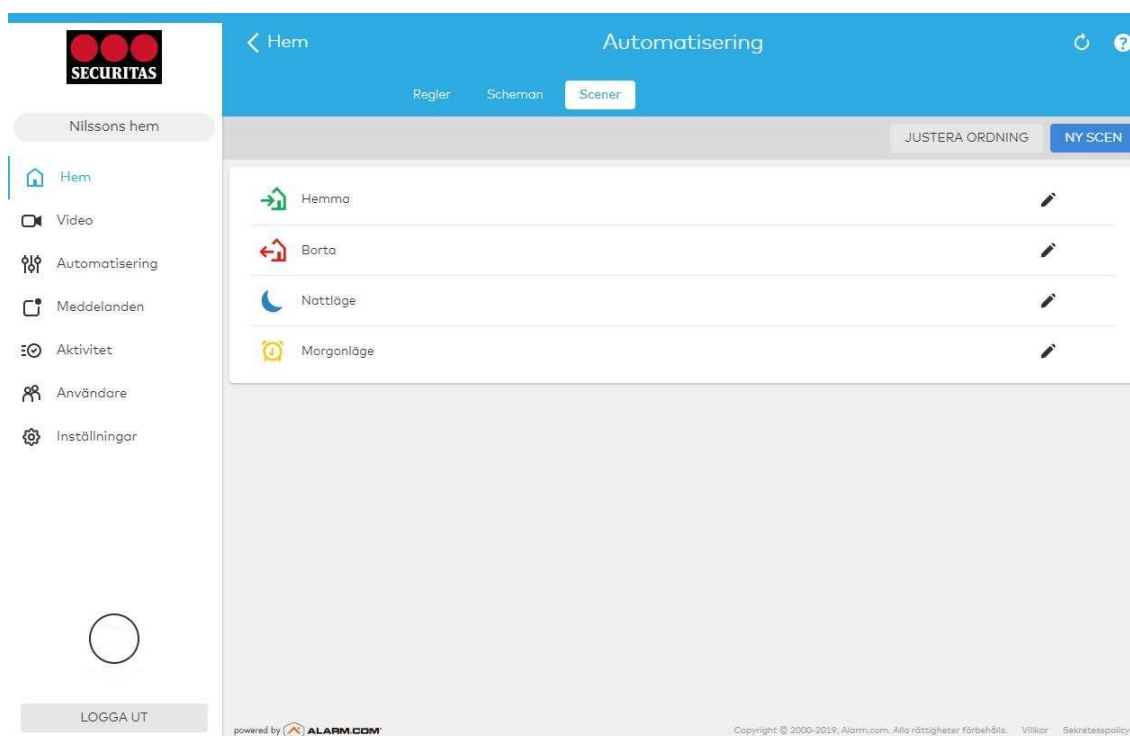 SECURITAS
Nilssons hem
Hem
Video
Automatisering
Meddelanden
Aktivitet
Användare
Inställningar
LOGGA UT
Hem
Automatisering
?
Regler Scheman Scener
JUSTERA ORDNING NY SCEN
Hemma
Borta
Nattläge
Morgonläge
powered by ALARM.COM
Copyright © 2000-2019, Alarm.com. Alla rättigheter förbehålls. Villkor Sekretesspolicy